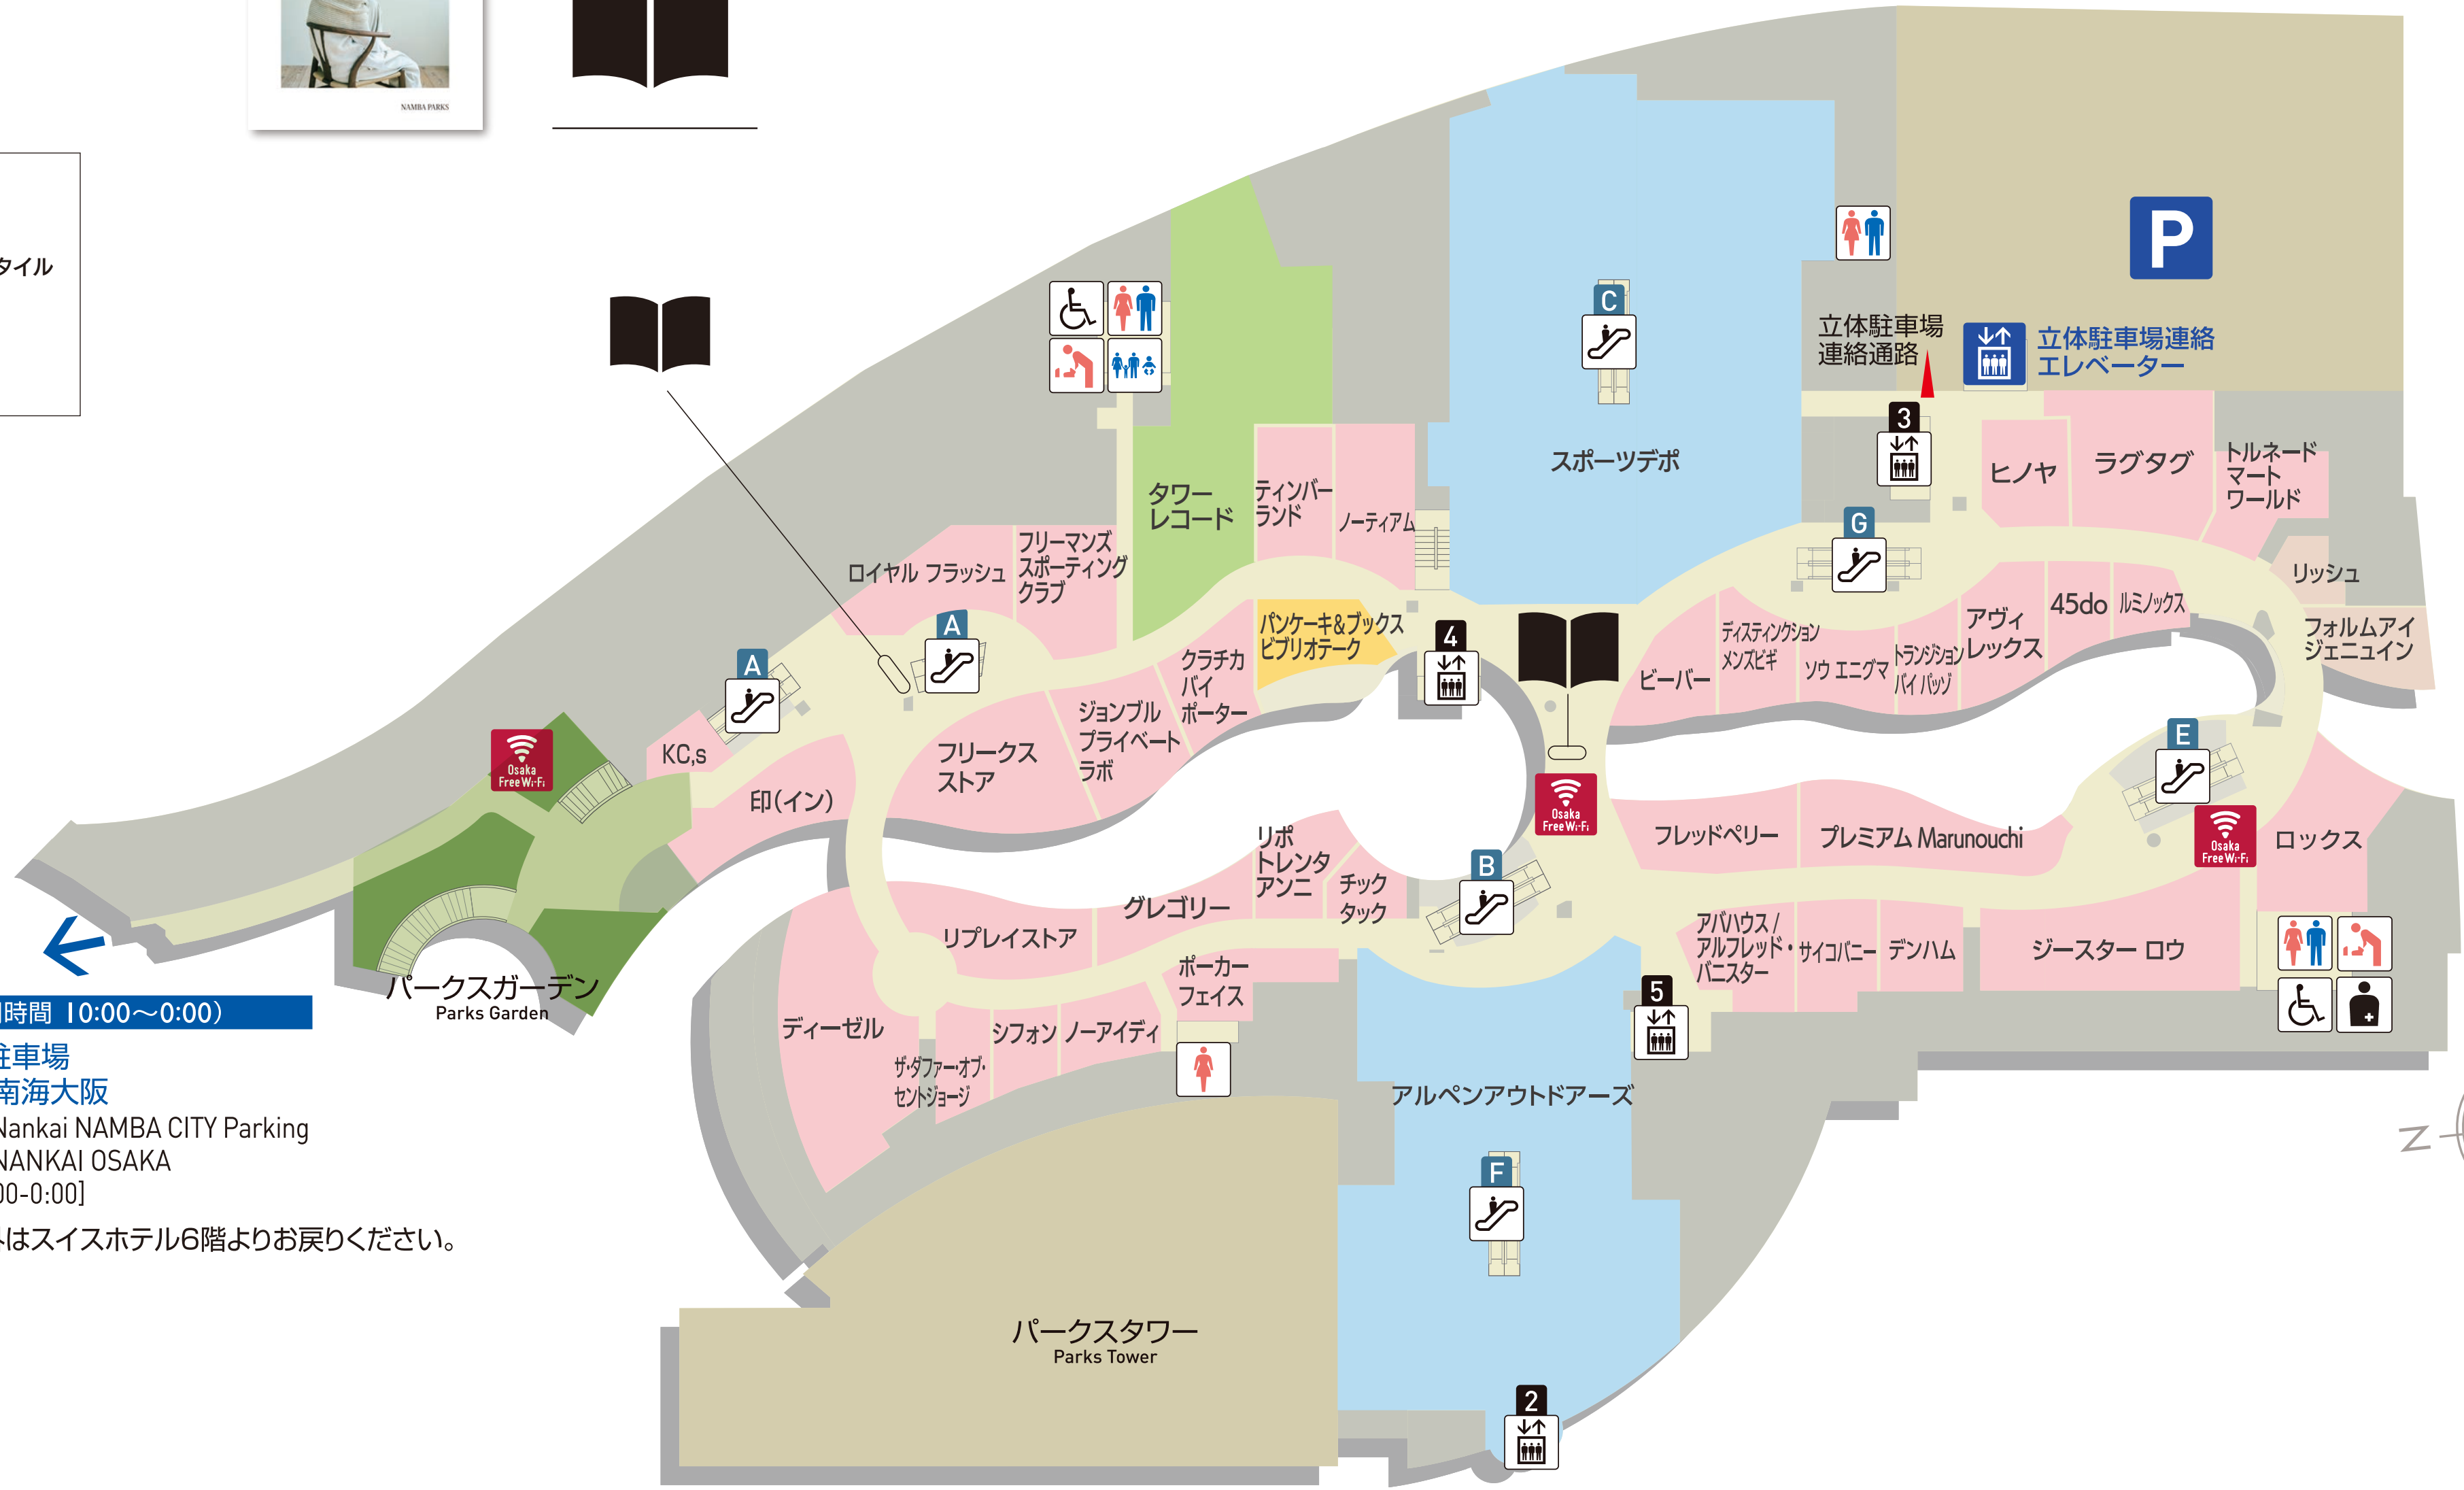 NAMBA PARKS
タイル
C
立体駐車場
連絡通路
P
立体駐車場連絡
エレベーター
3
スポーツデポ
ヒノヤ
ラグタグ
トルネード
マート
ワールド
タワー
レコード
ティンバー
ランド
ノーティアム
G
フリーマンズ
スポーティング
クラブ
ロイヤル フラッシュ
リッシュ
A
パンケーキ&ブックス
ビブリオテーク
4
ディスティンクション
メンズビギ
アヴィ
レックス
45do
ルミノックス
フォルムアイ
ジェニュイン
A
クラチカ
バイ
ポーター
ビーバー
ソウ エニグマ
トランジション
バイ パッゾ
KC,s
フリークス
ストア
ジョンブル
プライベート
ラボ
E
Osaka
Free Wi-Fi
印(イン)
Osaka
Free Wi-Fi
フレッドペリー
プレミアム Marunouchi
Osaka
Free Wi-Fi
ロックス
リポ
トレンタ
アンニ
チック
タック
B
グレゴリー
リプレイストア
アバハウス /
アルフレッド・
バニスター
サイコバニー
デンハム
ジースター ロウ
ポーカー
フェイス
パークスガーデン
Parks Garden
時間 10:00〜0:00)
ディーゼル
ザ・ダファー・オブ・
セントジョージ
シフォン
ノーアイディ
5
駐車場
南海大阪
Nankai NAMBA CITY Parking
NANKAI OSAKA
00-0:00]
はスイスホテル6階よりお戻りください。
アルペンアウトドアーズ
F
N
パークスタワー
Parks Tower
2